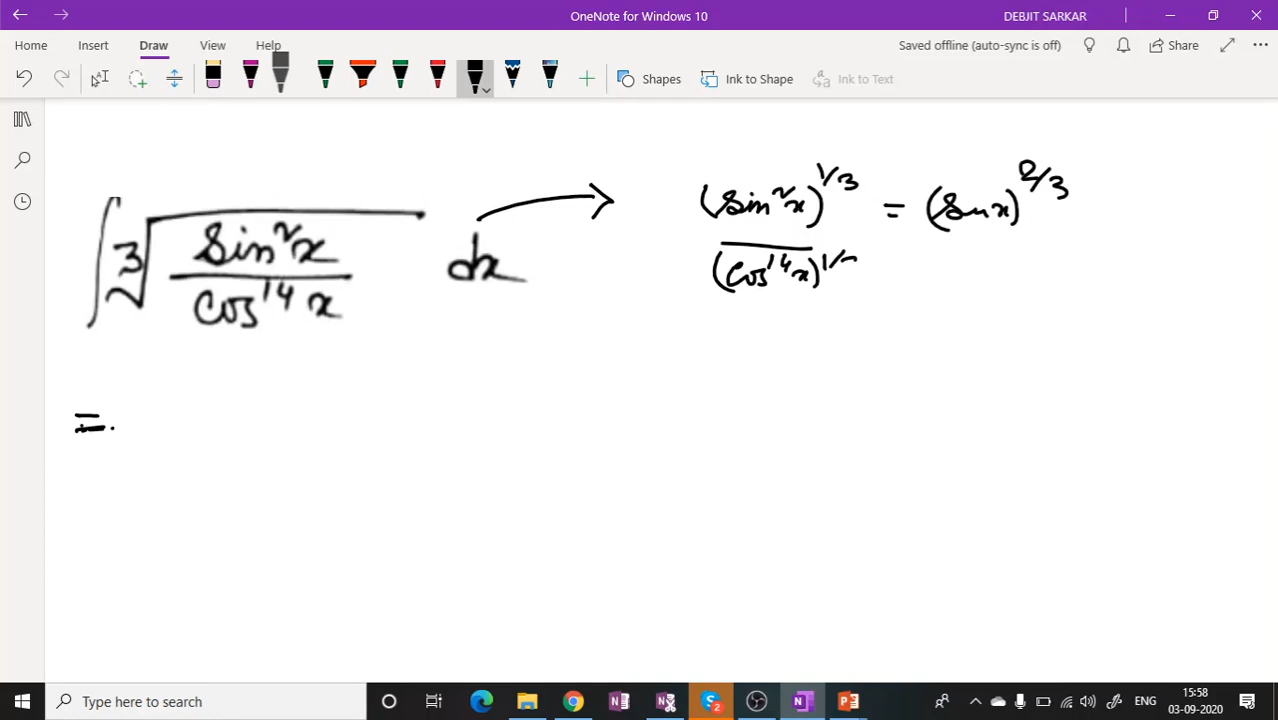 OneNote for Windows 10
DEBJIT SARKAR
Home Insert Draw View Help
Saved offline (auto-sync is off)
Share
Shapes
Ink to Shape
Ink to Text
∫ ∛(Sin²x / Cos¹⁴x) dx → (Sin²x)^1/3 = (Sin x)^2/3
(Cos¹⁴x)^1/
=
Type here to search
2
ENG
15:58
03-09-2020